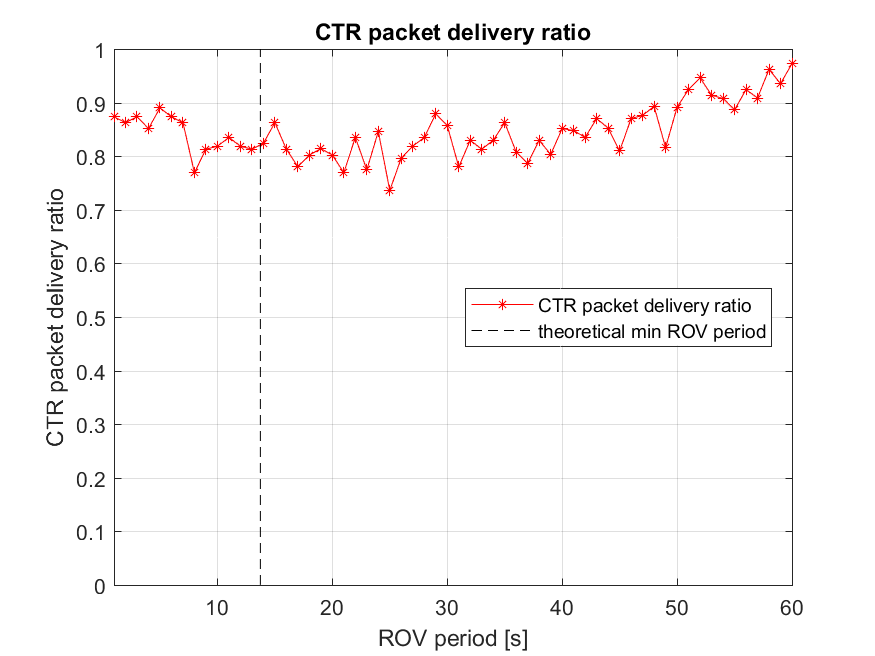 CTR packet delivery ratio
1
0.9
0.8
0.7
0.6
0.5
0.4
0.3
0.2
0.1
0
CTR packet delivery ratio
CTR packet delivery ratio
theoretical min ROV period
10 20 30 40 50 60
ROV period [s]